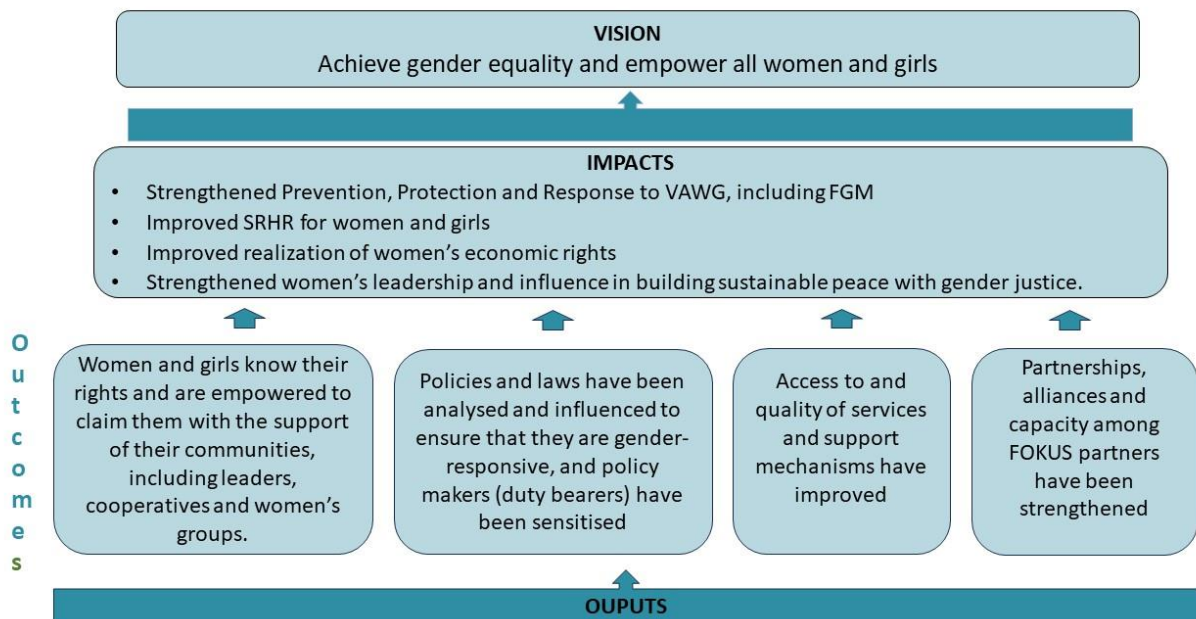 VISION
Achieve gender equality and empower all women and girls
IMPACTS
• Strengthened Prevention, Protection and Response to VAWG, including FGM
• Improved SRHR for women and girls
• Improved realization of women’s economic rights
• Strengthened women’s leadership and influence in building sustainable peace with gender justice.
Outcomes
Women and girls know their
rights and are empowered to
claim them with the support
of their communities,
including leaders,
cooperatives and women’s
groups.
Policies and laws have been
analysed and influenced to
ensure that they are gender-
responsive, and policy
makers (duty bearers) have
been sensitised
Access to and
quality of services
and support
mechanisms have
improved
Partnerships,
alliances and
capacity among
FOKUS partners
have been
strengthened
OUPUTS